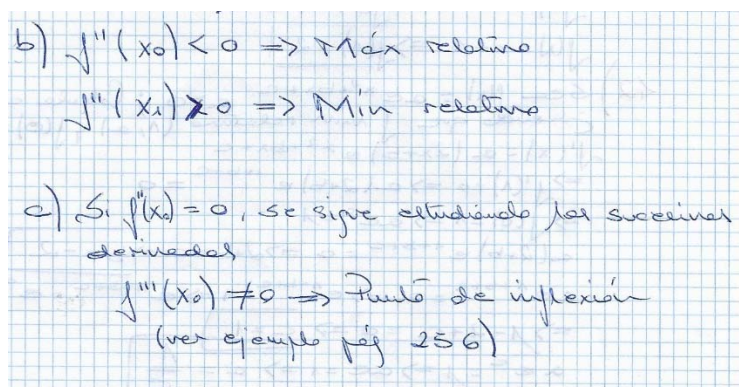 b) f''(x₀) < 0 => Máx relativo
f''(x₁) > 0 => Mín relativo
c) Si f''(x₀) = 0, se sigue estudiando las sucesivas
derivadas
f'''(x₀) ≠ 0 => Punto de inflexión
(ver ejemplo pág 256)